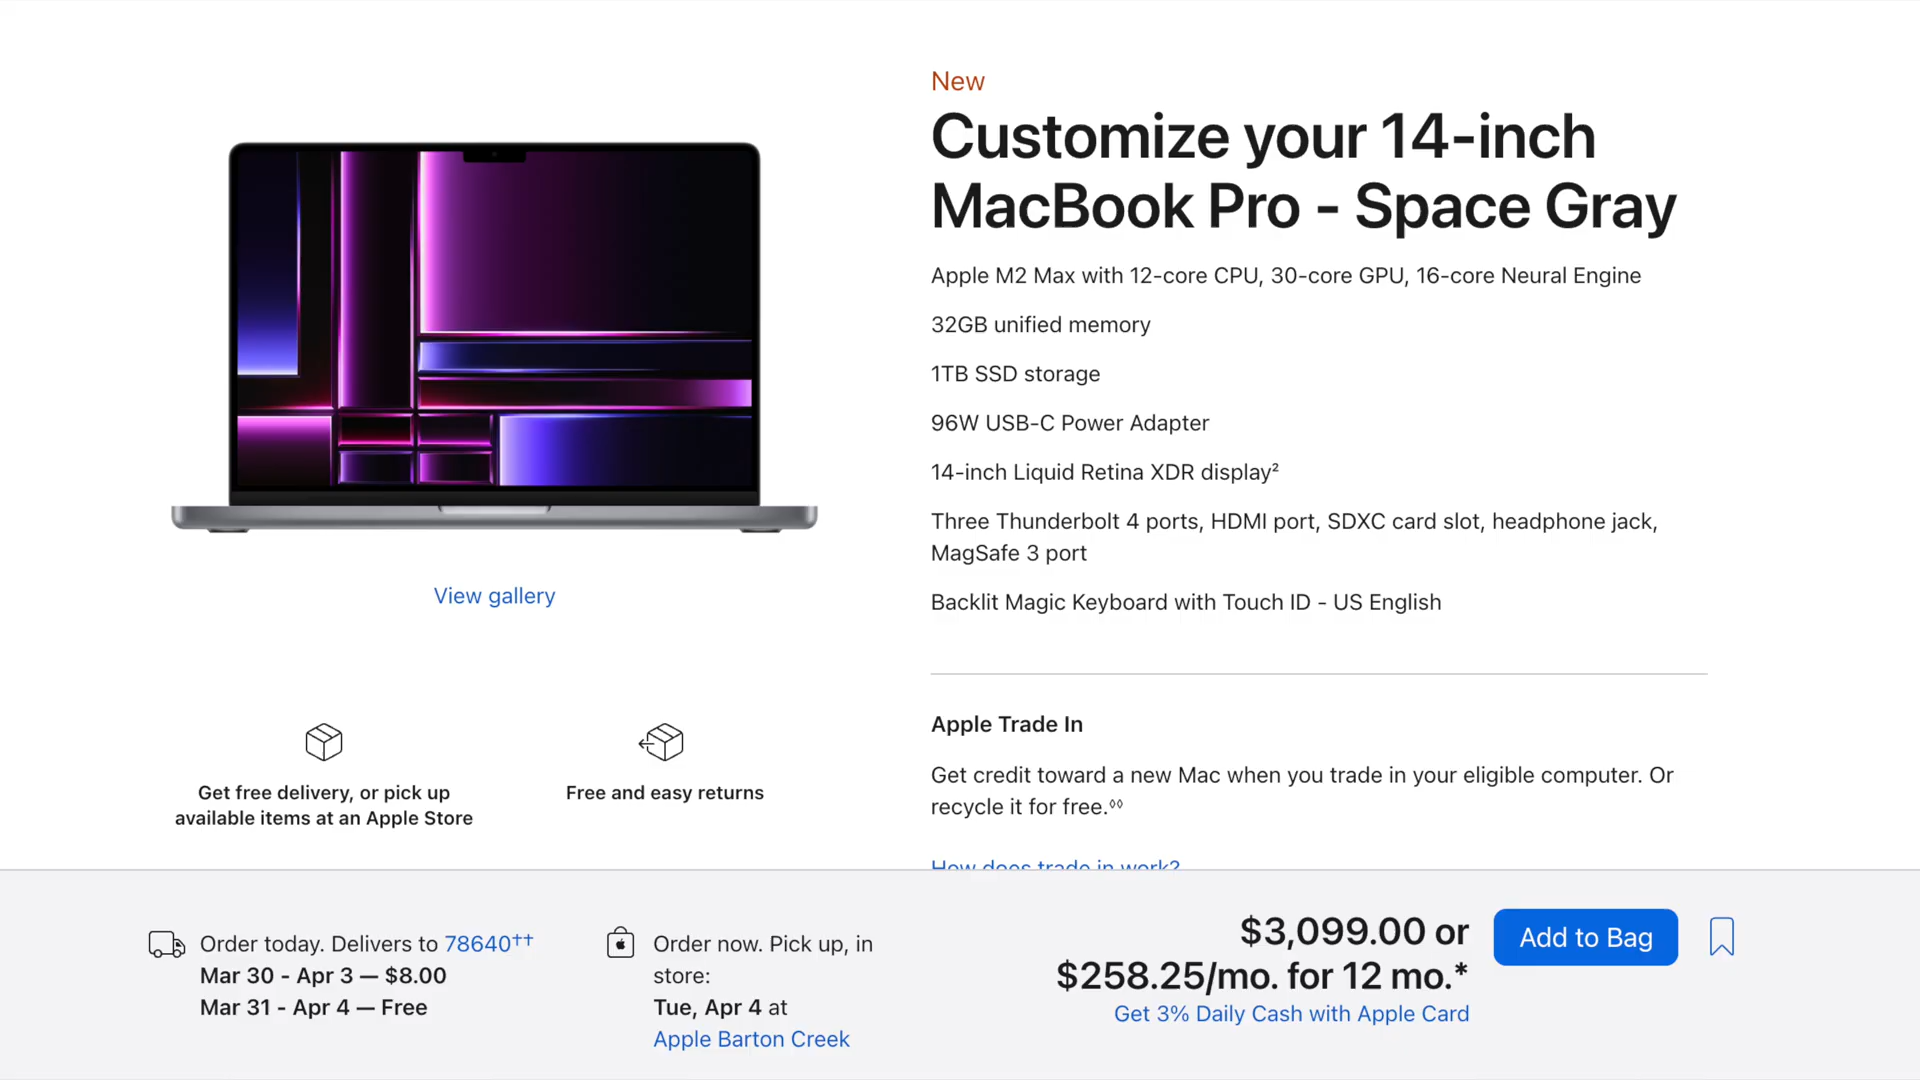 New
Customize your 14-inch
MacBook Pro - Space Gray
Apple M2 Max with 12-core CPU, 30-core GPU, 16-core Neural Engine
32GB unified memory
1TB SSD storage
96W USB-C Power Adapter
14-inch Liquid Retina XDR display²
Three Thunderbolt 4 ports, HDMI port, SDXC card slot, headphone jack,
MagSafe 3 port
Backlit Magic Keyboard with Touch ID - US English
View gallery
Get free delivery, or pick up
available items at an Apple Store
Free and easy returns
Apple Trade In
Get credit toward a new Mac when you trade in your eligible computer. Or
recycle it for free.◊◊
How does trade in work?
Order today. Delivers to 78640††
Mar 30 - Apr 3 — $8.00
Mar 31 - Apr 4 — Free
Order now. Pick up, in
store:
Tue, Apr 4 at
Apple Barton Creek
$3,099.00 or
$258.25/mo. for 12 mo.*
Get 3% Daily Cash with Apple Card
Add to Bag